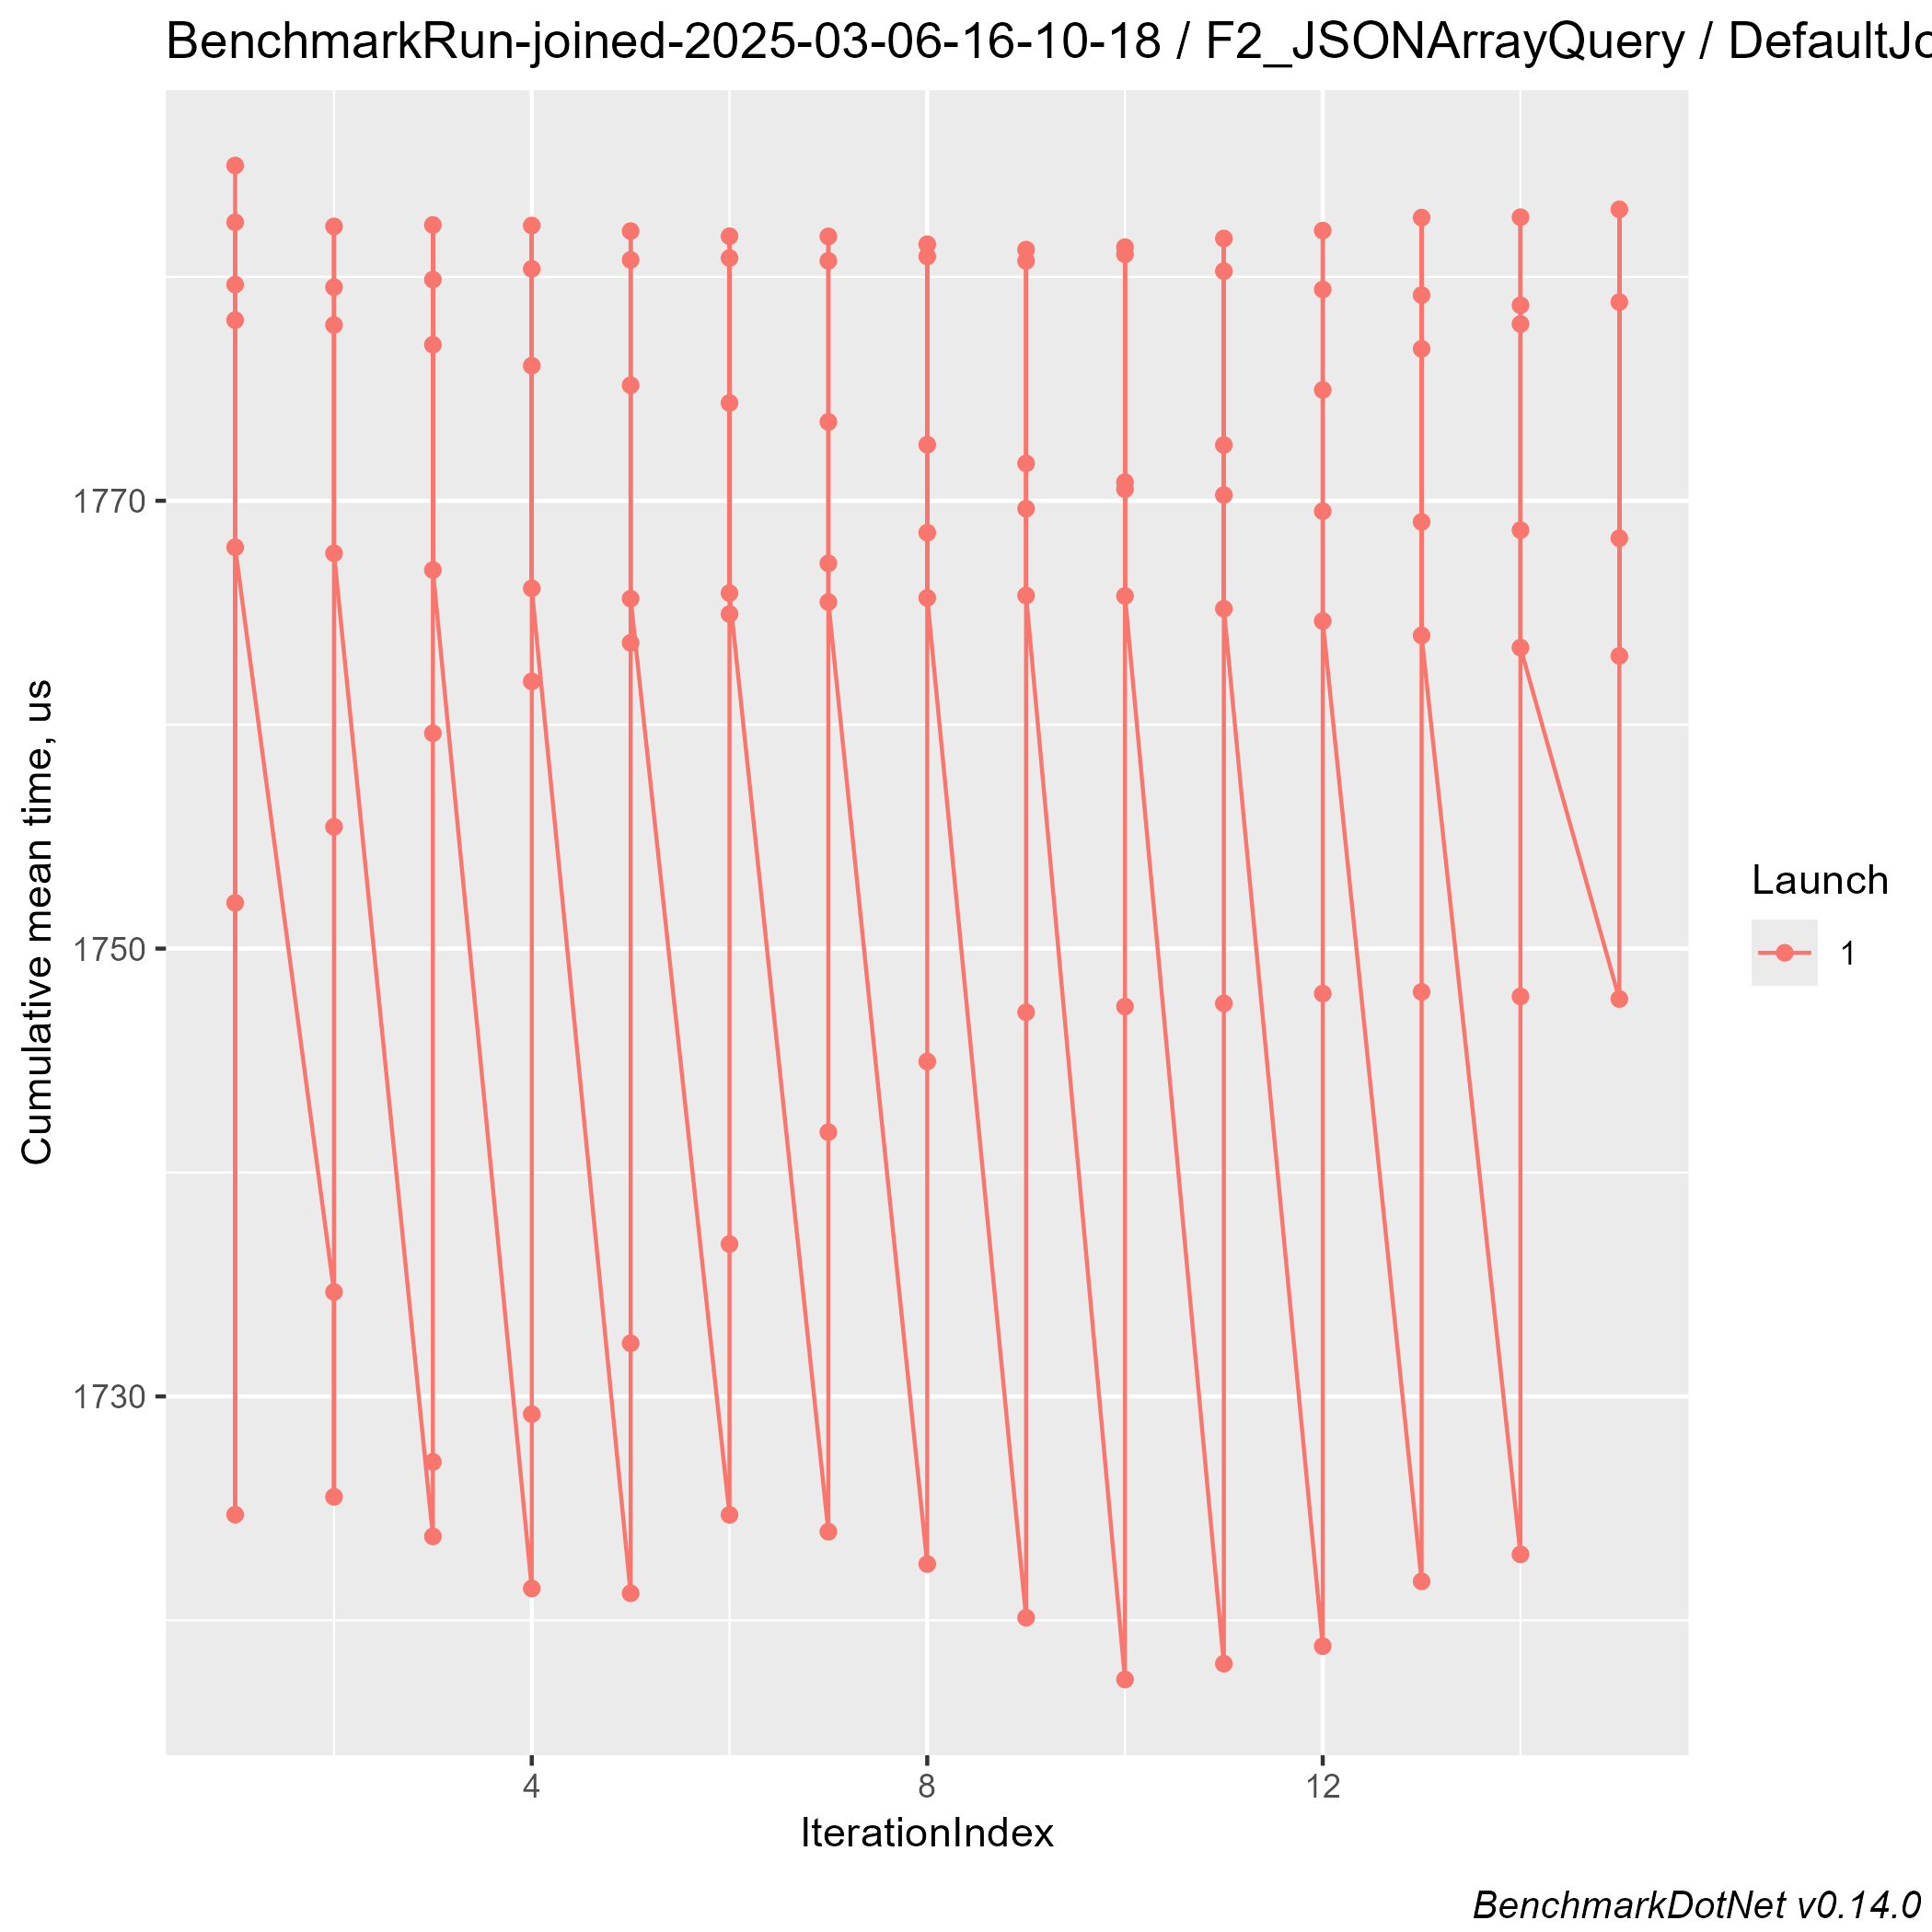 BenchmarkRun-joined-2025-03-06-16-10-18 / F2_JSONArrayQuery / DefaultJo
Cumulative mean time, us
1770
1750
1730
4
8
12
IterationIndex
Launch
1
BenchmarkDotNet v0.14.0